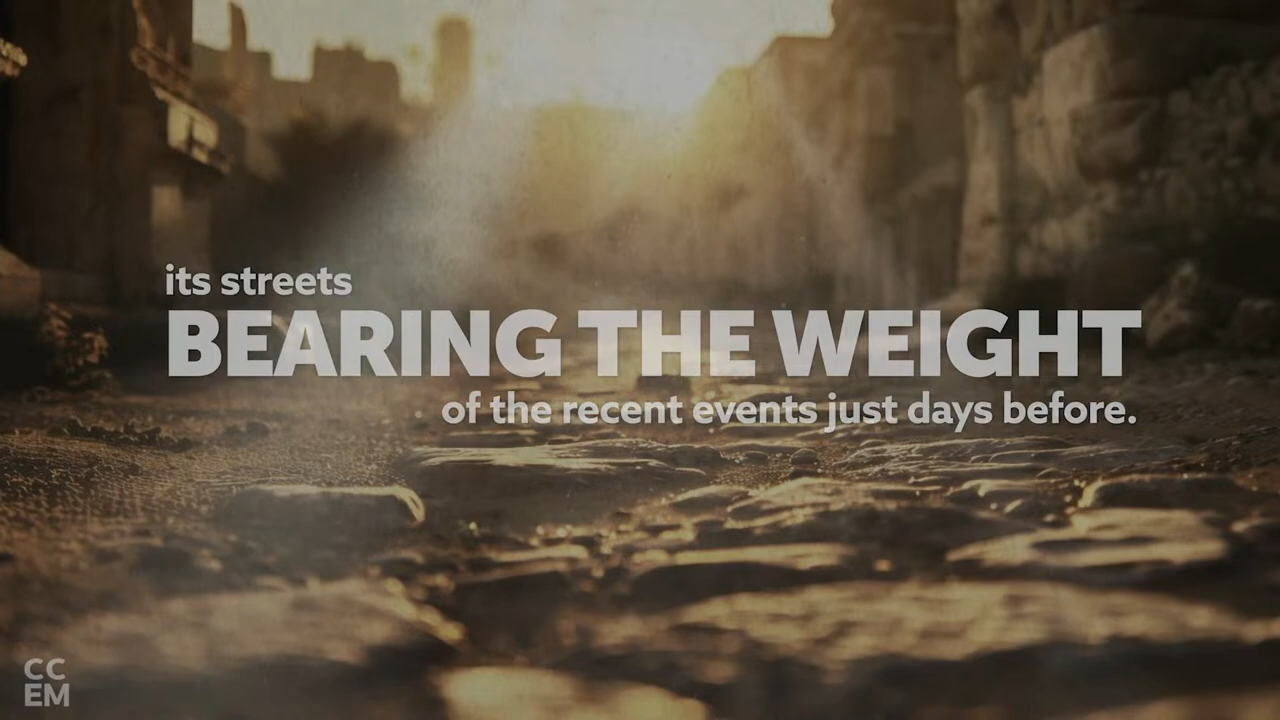 its streets
BEARING THE WEIGHT
of the recent events just days before.
CC
EM